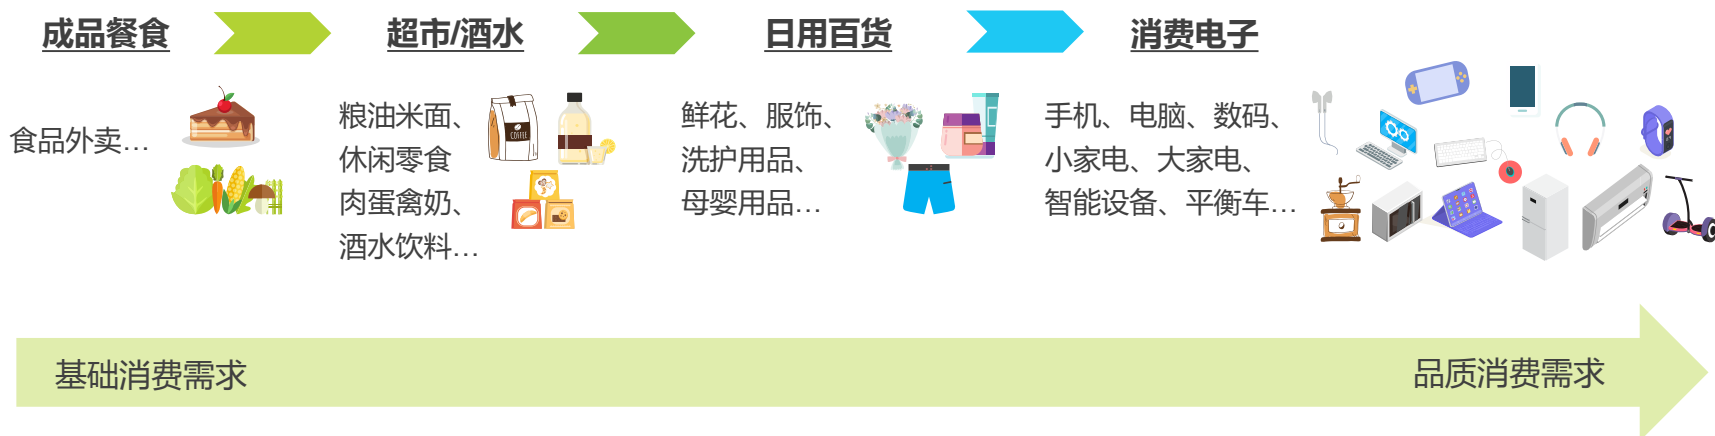 成品餐食
超市/酒水
日用百货
消费电子
食品外卖…
粮油米面、
休闲零食
肉蛋禽奶、
酒水饮料…
COFFEE
鲜花、服饰、
洗护用品、
母婴用品…
手机、电脑、数码、
小家电、大家电、
智能设备、平衡车…
基础消费需求
品质消费需求